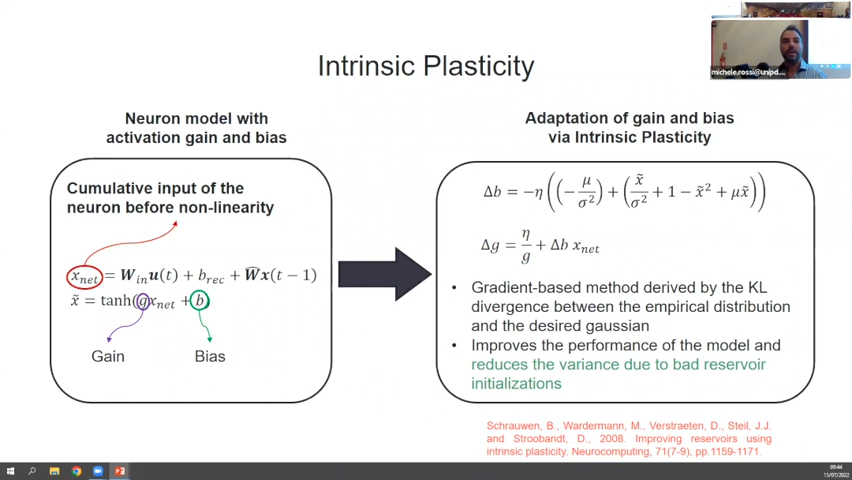 michele.rossi@unipd....
Intrinsic Plasticity
Neuron model with
activation gain and bias
Cumulative input of the
neuron before non-linearity
x_net = W_in u(t) + b_rec + Ŵx(t − 1)
x̃ = tanh(gx_net + b)
Gain
Bias
Adaptation of gain and bias
via Intrinsic Plasticity
Δb = −η((−μ/σ²) + (x̃/σ² + 1 − x̃² + μx̃))
Δg = η/g + Δb x_net
• Gradient-based method derived by the KL
divergence between the empirical distribution
and the desired gaussian
• Improves the performance of the model and
reduces the variance due to bad reservoir
initializations
Schrauwen, B., Wardermann, M., Verstraeten, D., Steil, J.J.
and Stroobandt, D., 2008. Improving reservoirs using
intrinsic plasticity. Neurocomputing, 71(7-9), pp.1159-1171.
09:44
15/07/2022